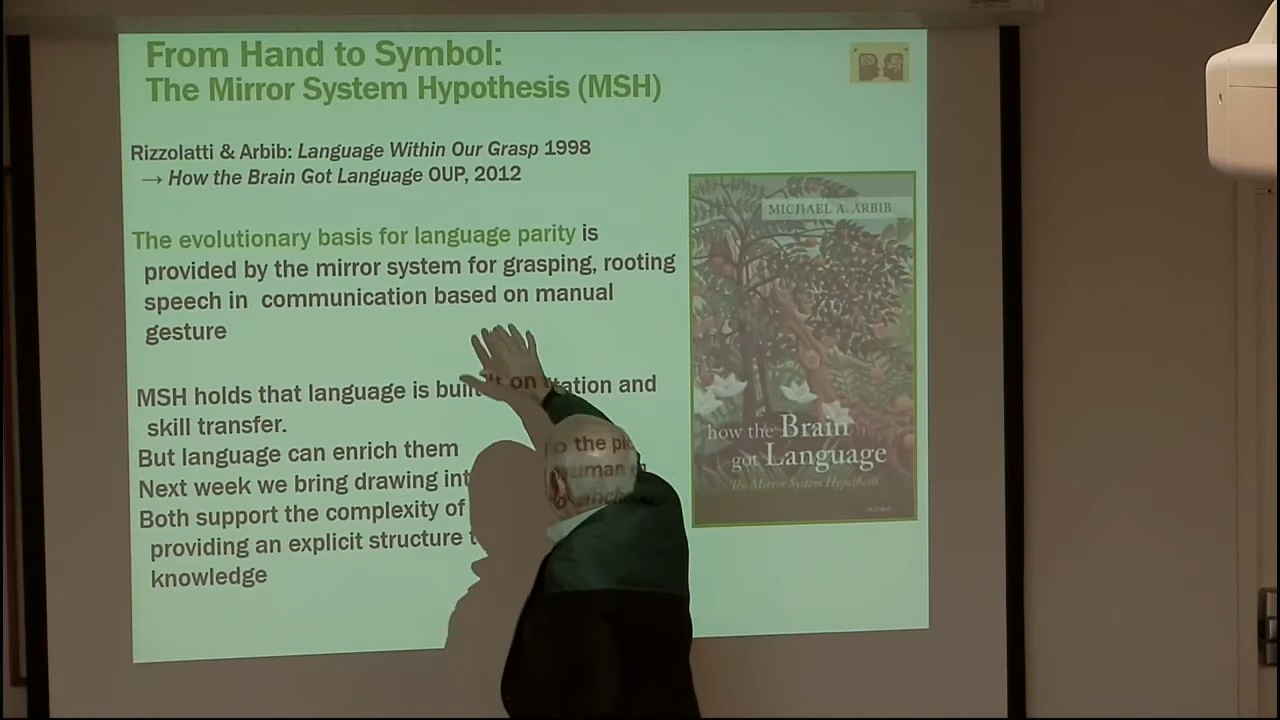 From Hand to Symbol:
The Mirror System Hypothesis (MSH)
Rizzolatti & Arbib: Language Within Our Grasp 1998
→ How the Brain Got Language OUP, 2012
The evolutionary basis for language parity is
provided by the mirror system for grasping, rooting
speech in communication based on manual
gesture
MSH holds that language is on and
skill transfer.
But language can enrich them
Next week we bring drawing
Both support the complexity of
providing an explicit structure
knowledge
the
MICHAEL A. ARBIB
how the Brain
got Language
The Mirror System Hypothesis